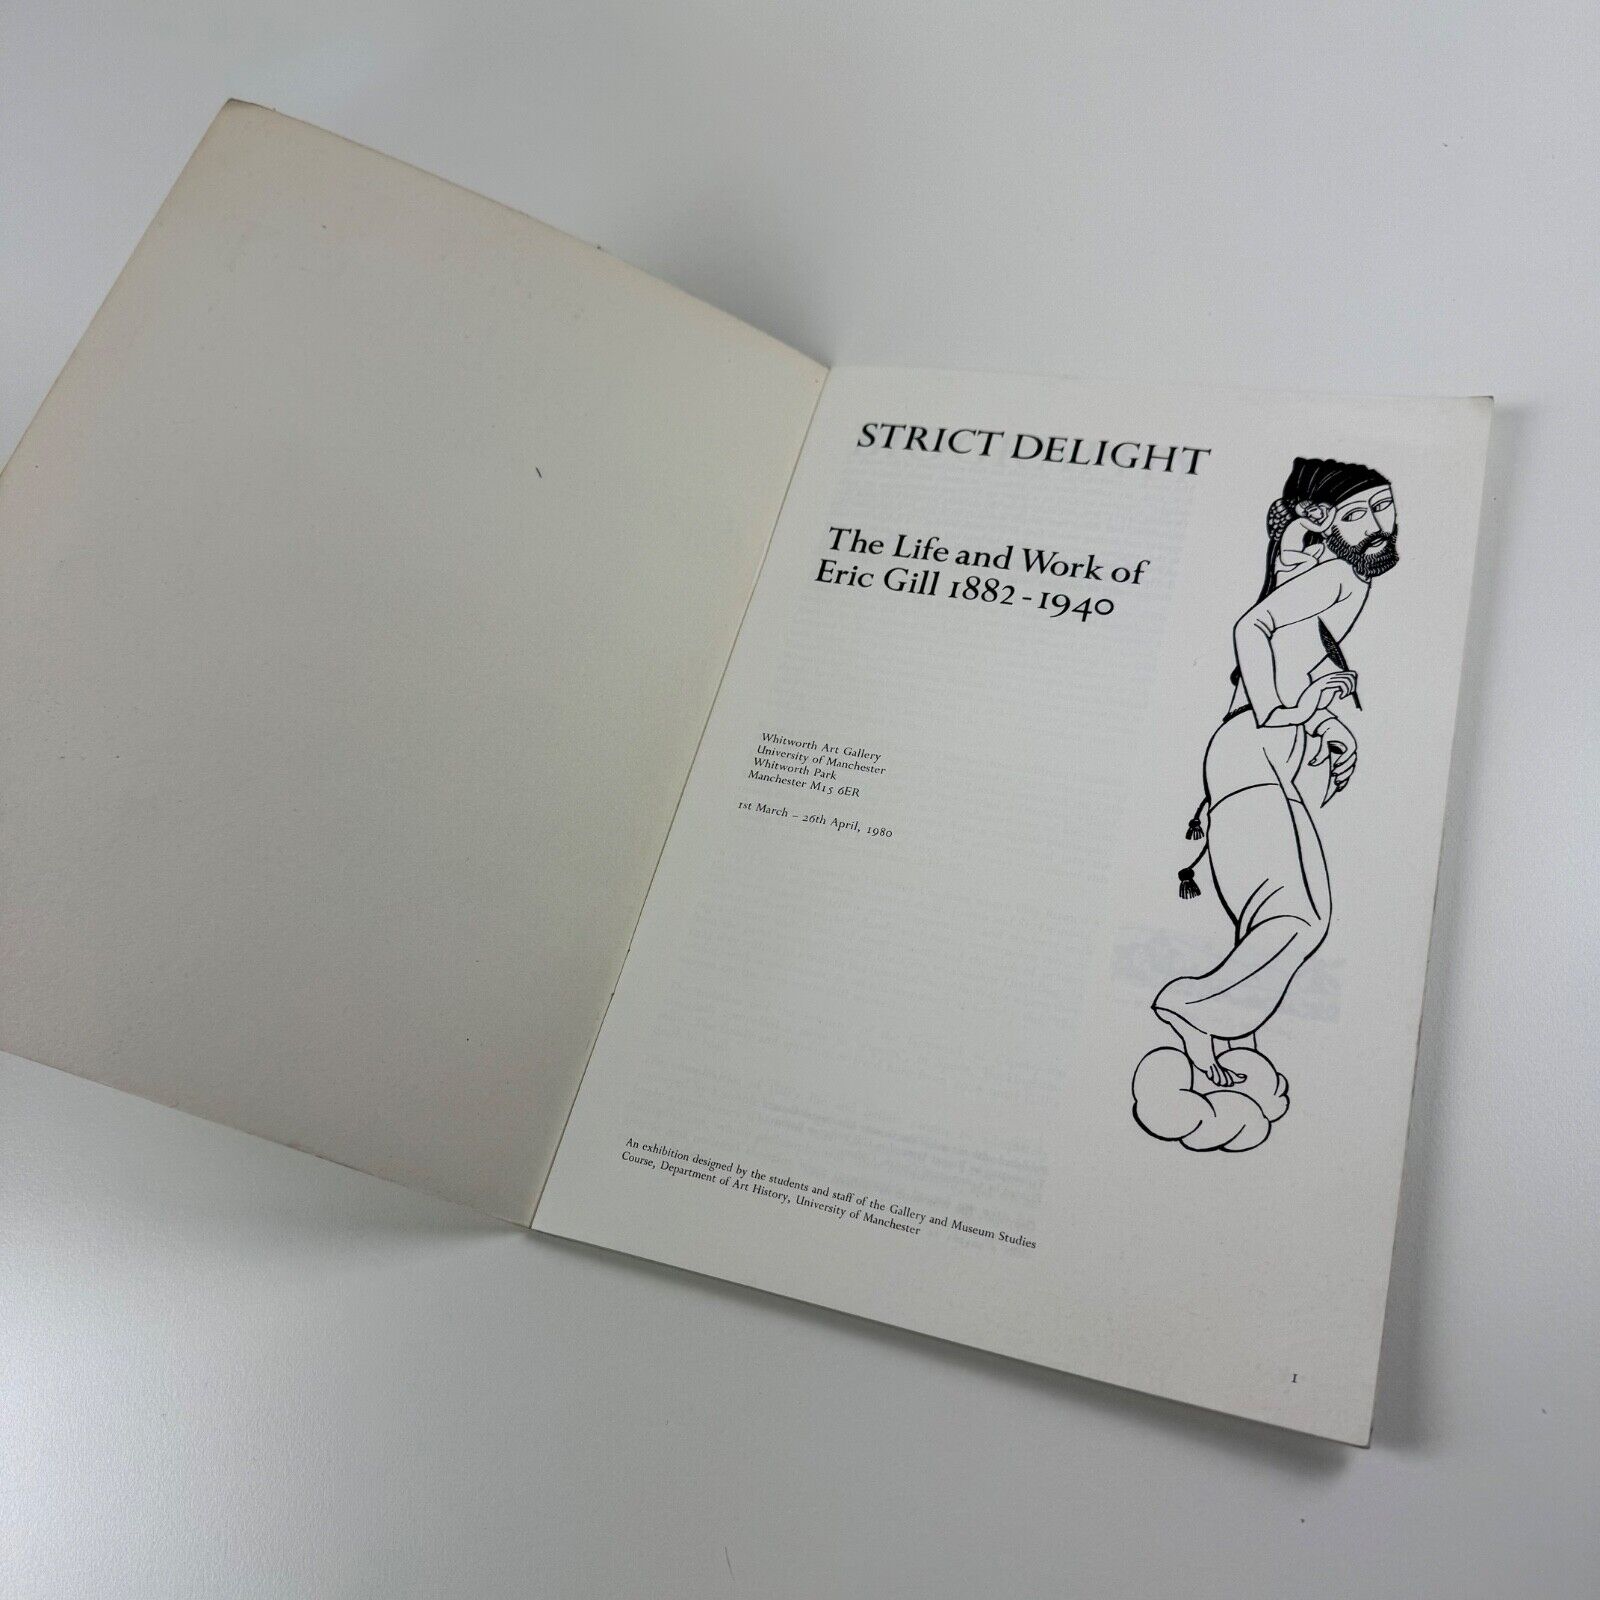 STRICT DELIGHT
The Life and Work of
Eric Gill 1882-1940
Whitworth Art Gallery
University of Manchester
Whitworth Park
Manchester M15 6ER
1st March – 26th April, 1980
An exhibition designed by the students and staff of the Gallery and Museum Studies
Course, Department of Art History, University of Manchester
1